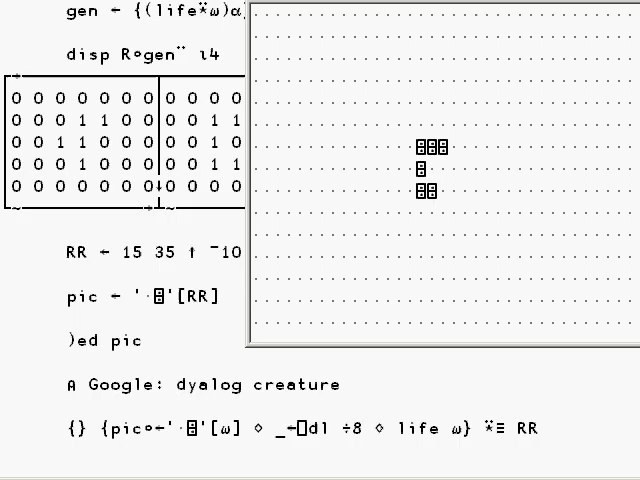 gen ← {(life⍣⍵)⍺
disp R∘gen¨ ⍳4
0 0 0 0 0 0 0 0 0 0 0
0 0 0 1 1 0 0 0 0 1 1
0 0 1 1 0 0 0 0 0 1 0
0 0 0 1 0 0 0 0 0 1 1
0 0 0 0 0 0 0 0 0 0 0
RR ← 15 35 ↑ ¯10
pic ← '·⌸'[RR]
)ed pic
⍝ Google: dyalog creature
{} {pic∘←'·⌸'[⍵] ⋄ _←⎕dl ÷8 ⋄ life ⍵} ⍣≡ RR